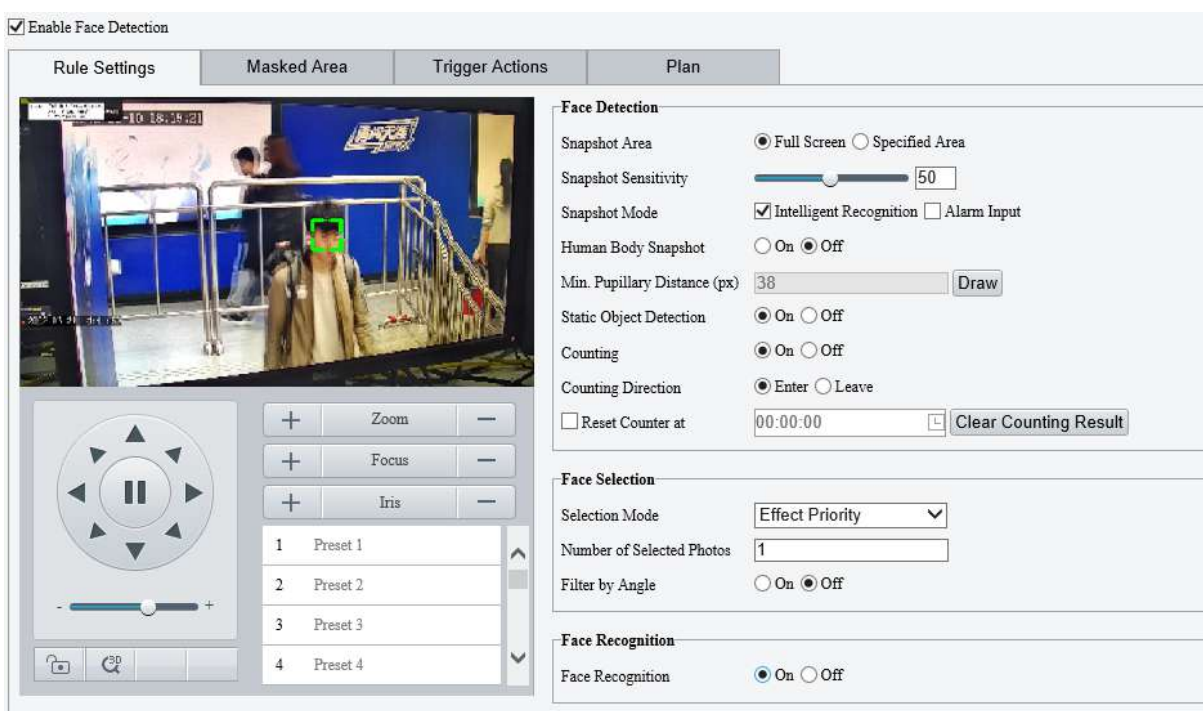 Enable Face Detection
Rule Settings
Masked Area
Trigger Actions
Plan
-10 18:19:21
Zoom
Focus
Iris
1 Preset 1
2 Preset 2
3 Preset 3
4 Preset 4
- +
3D
Face Detection
Snapshot Area Full Screen Specified Area
Snapshot Sensitivity 50
Snapshot Mode Intelligent Recognition Alarm Input
Human Body Snapshot On Off
Min. Pupillary Distance (px) 38 Draw
Static Object Detection On Off
Counting On Off
Counting Direction Enter Leave
Reset Counter at 00:00:00 Clear Counting Result
Face Selection
Selection Mode Effect Priority
Number of Selected Photos 1
Filter by Angle On Off
Face Recognition
Face Recognition On Off